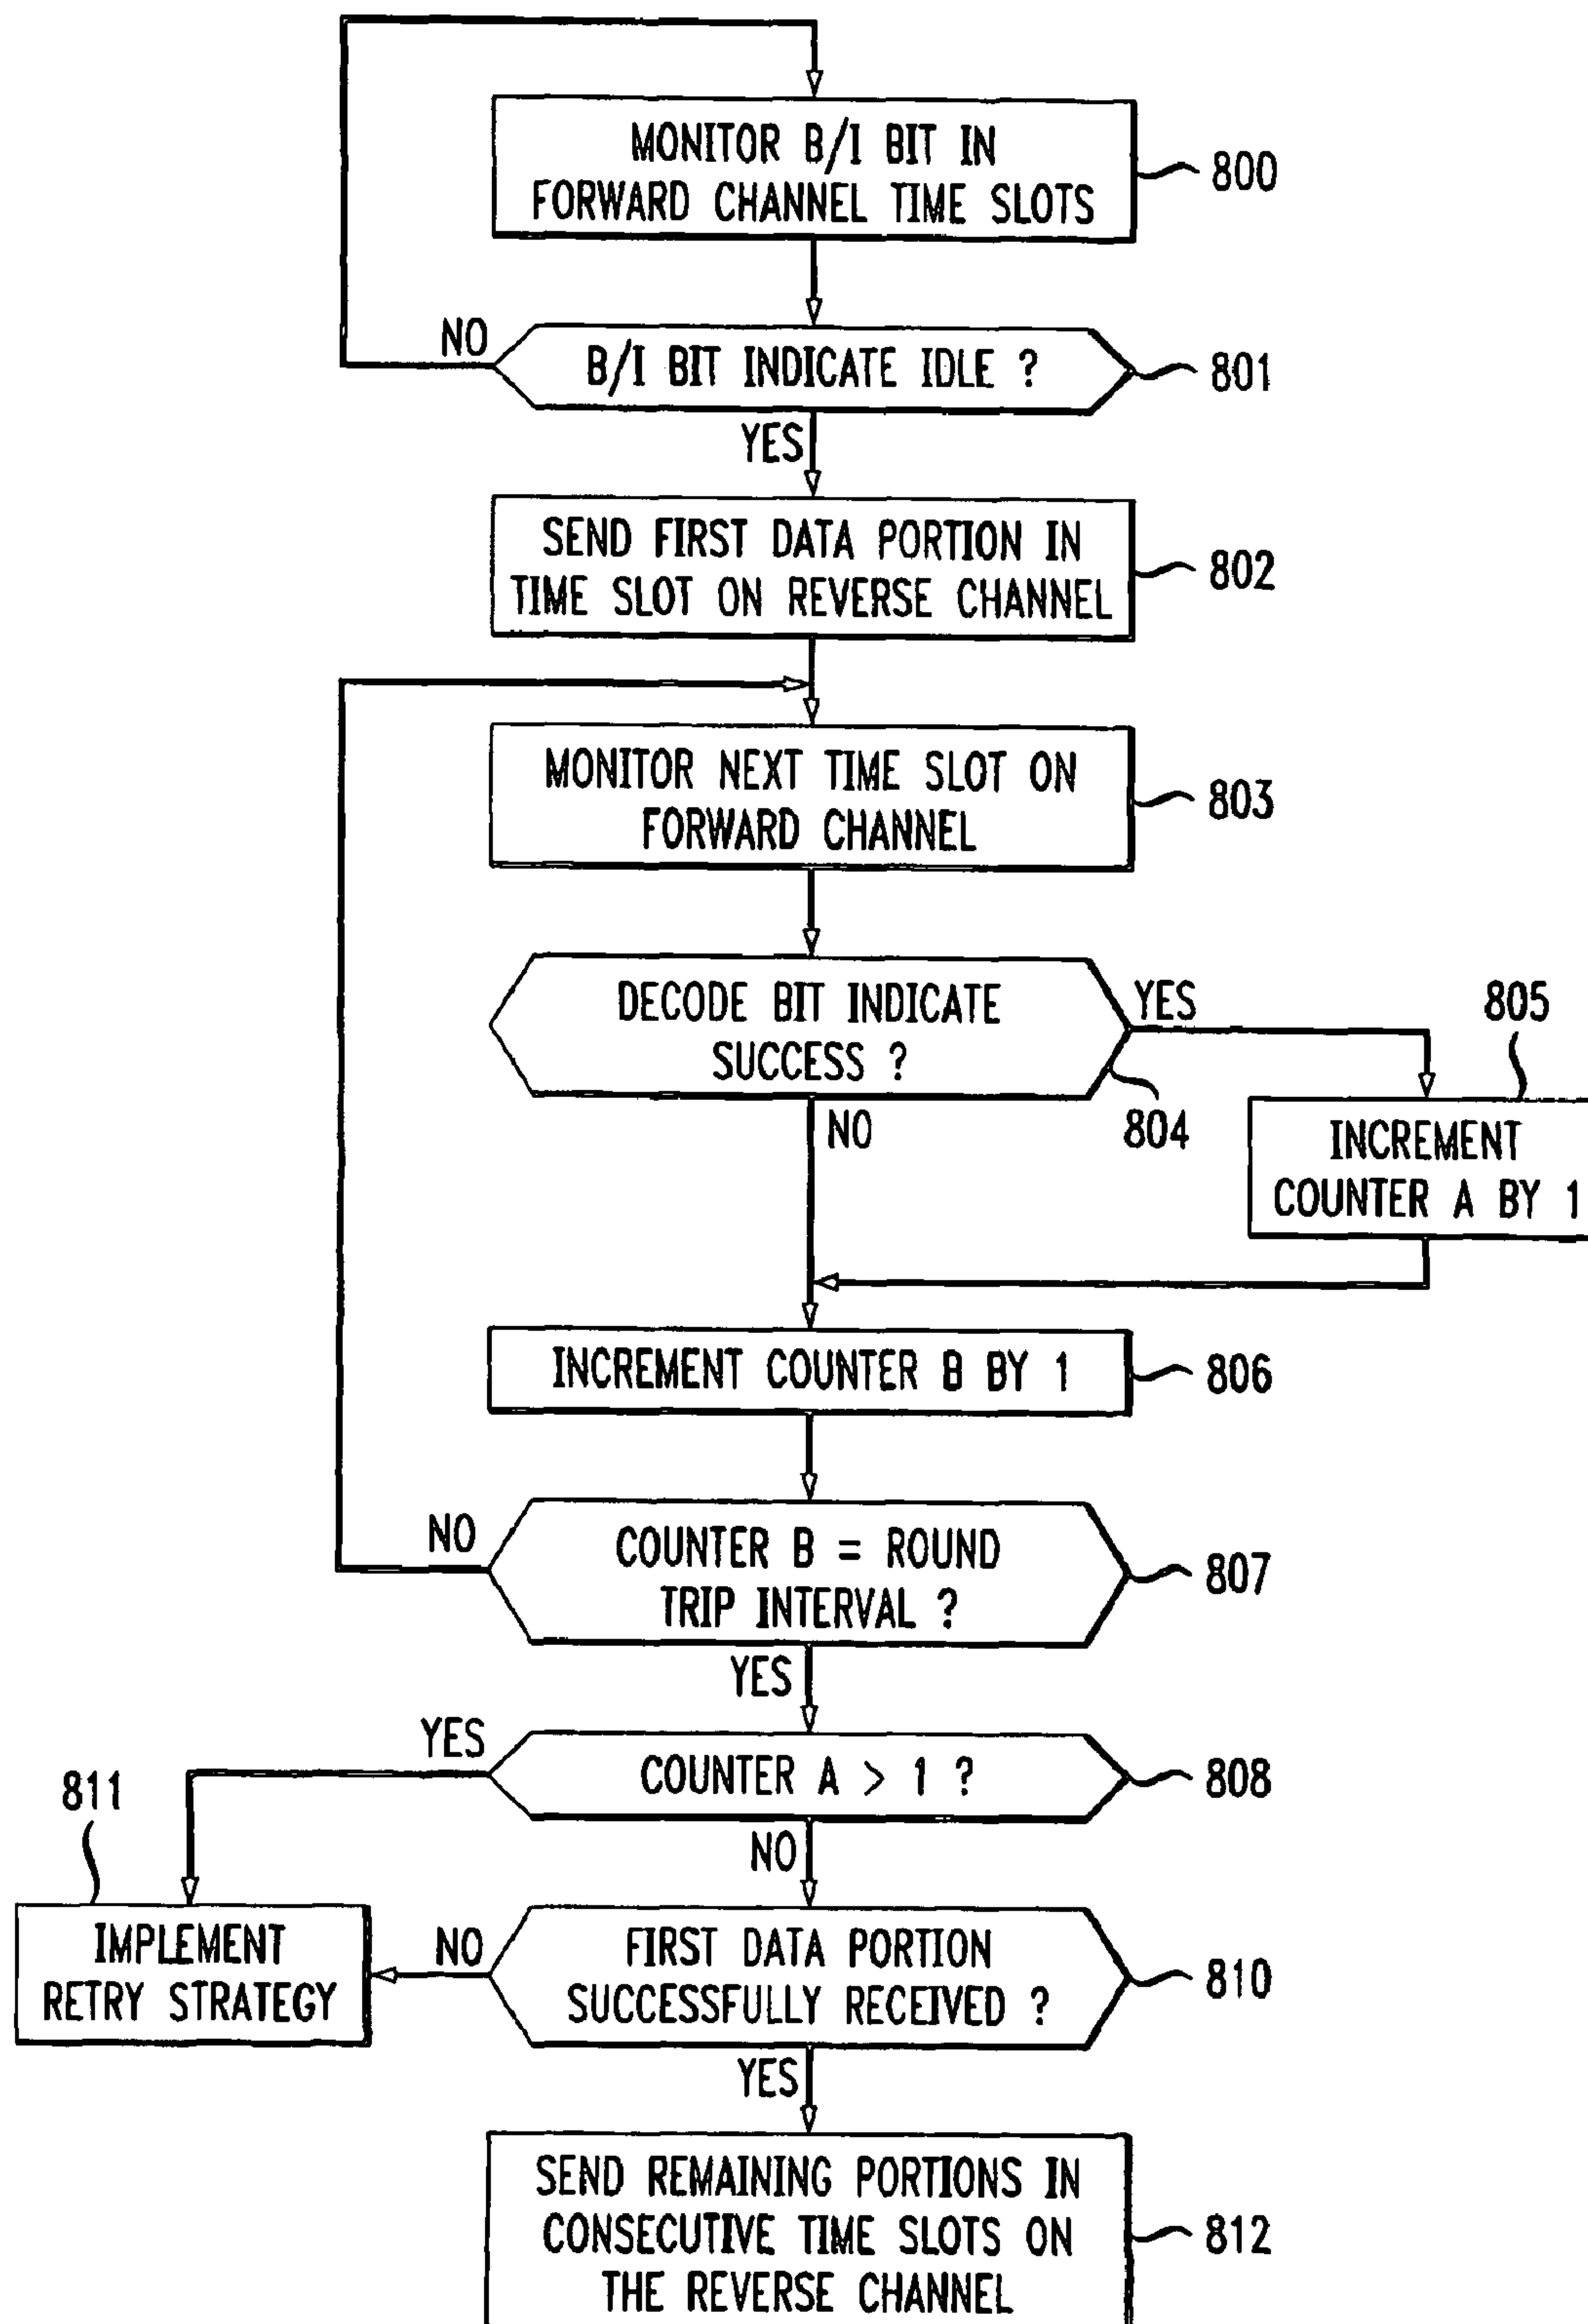 MONITOR B/I BIT IN
FORWARD CHANNEL TIME SLOTS
800
NO
B/I BIT INDICATE IDLE ?
801
YES
SEND FIRST DATA PORTION IN
TIME SLOT ON REVERSE CHANNEL
802
MONITOR NEXT TIME SLOT ON
FORWARD CHANNEL
803
DECODE BIT INDICATE
SUCCESS ?
YES
804
NO
805
INCREMENT
COUNTER A BY 1
INCREMENT COUNTER B BY 1
806
NO
COUNTER B = ROUND
TRIP INTERVAL ?
807
YES
YES
COUNTER A > 1 ?
808
811
NO
IMPLEMENT
RETRY STRATEGY
NO
FIRST DATA PORTION
SUCCESSFULLY RECEIVED ?
810
YES
SEND REMAINING PORTIONS IN
CONSECUTIVE TIME SLOTS ON
THE REVERSE CHANNEL
812